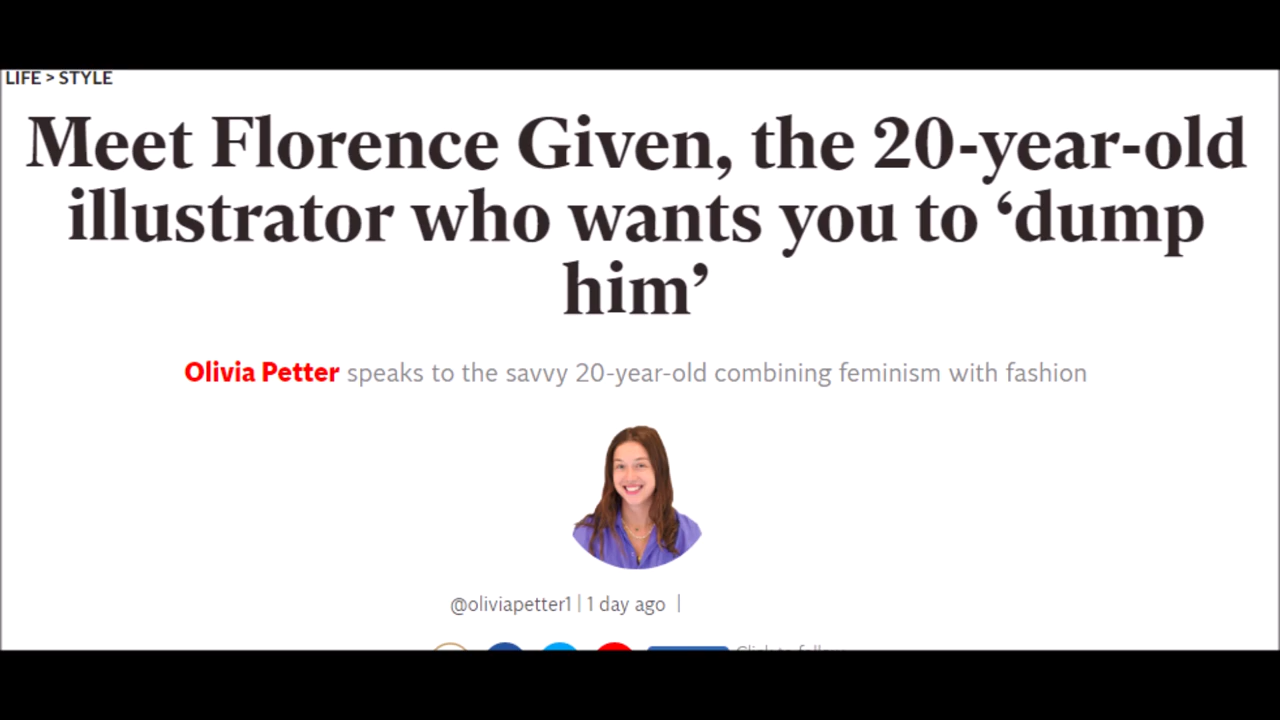 LIFE > STYLE
Meet Florence Given, the 20-year-old
illustrator who wants you to ‘dump
him’
Olivia Petter speaks to the savvy 20-year-old combining feminism with fashion
@oliviapetter1 | 1 day ago |